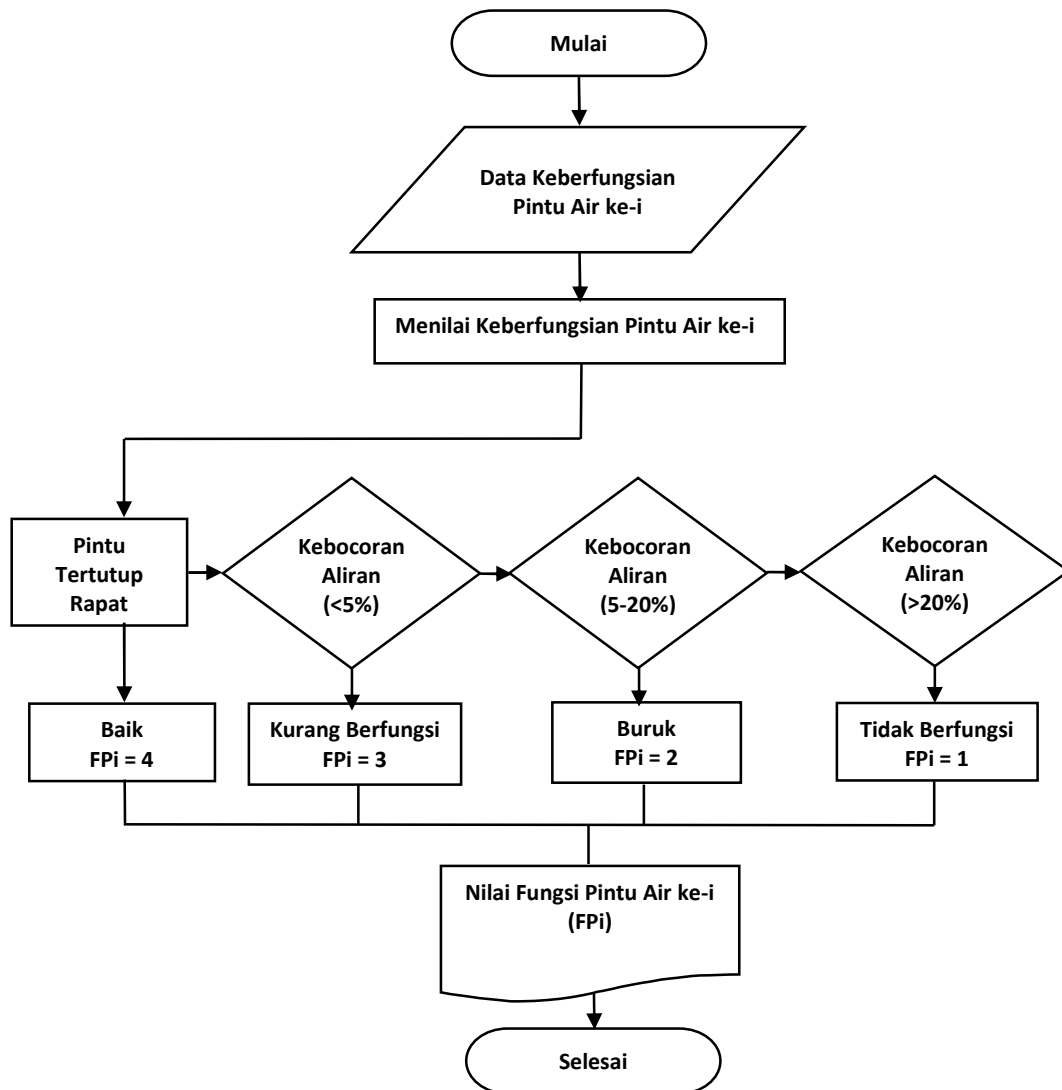 Mulai
Data Keberfungsian
Pintu Air ke-i
Menilai Keberfungsian Pintu Air ke-i
Pintu
Tertutup
Rapat
Kebocoran
Aliran
(<5%)
Kebocoran
Aliran
(5-20%)
Kebocoran
Aliran
(>20%)
Baik
FPi = 4
Kurang Berfungsi
FPi = 3
Buruk
FPi = 2
Tidak Berfungsi
FPi = 1
Nilai Fungsi Pintu Air ke-i
(FPi)
Selesai